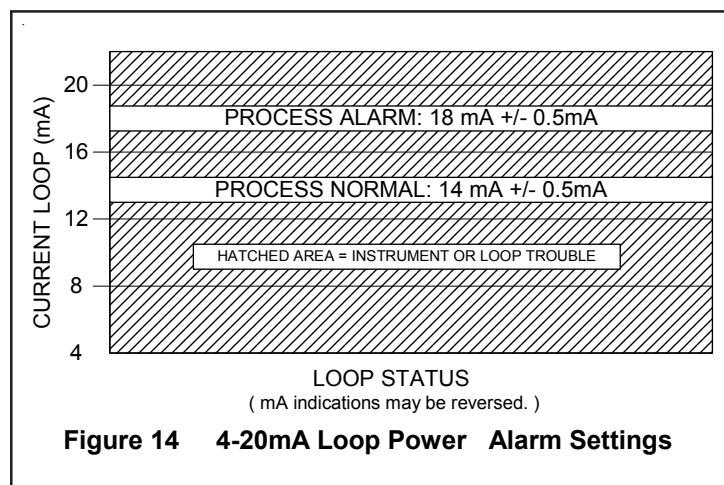 CURRENT LOOP (mA)
20
PROCESS ALARM: 18 mA +/- 0.5mA
16
PROCESS NORMAL: 14 mA +/- 0.5mA
12
HATCHED AREA = INSTRUMENT OR LOOP TROUBLE
8
4
LOOP STATUS
( mA indications may be reversed. )
Figure 14 4-20mA Loop Power Alarm Settings